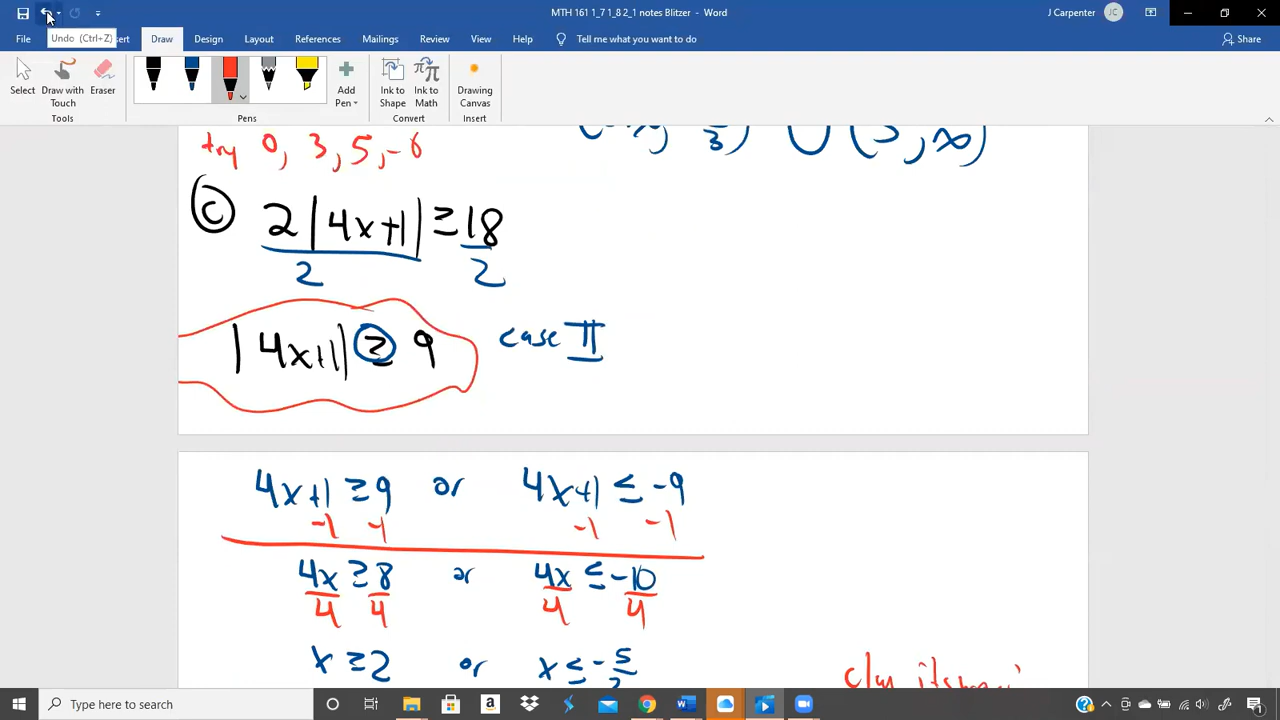 MTH 161 1_7 1_8 2_1 notes Blitzer - Word
J Carpenter JC
Undo (Ctrl+Z)
File Draw Design Layout References Mailings Review View Help Tell me what you want to do Share
Select Draw with Touch Eraser Add Pen Ink to Shape Ink to Math Drawing Canvas
Tools Pens Convert Insert
try 0, 3, 5, -6
∪ , ∞)
C 2|4x+1| ≥ 18
2 2
|4x+1| ≥ 9 case II
4x+1 ≥ 9 or 4x+1 ≤ -9
-1 -1 -1 -1
4x ≥ 8 or 4x ≤ -10
4 4 4 4
x ≥ 2 or x ≤ -5
Type here to search